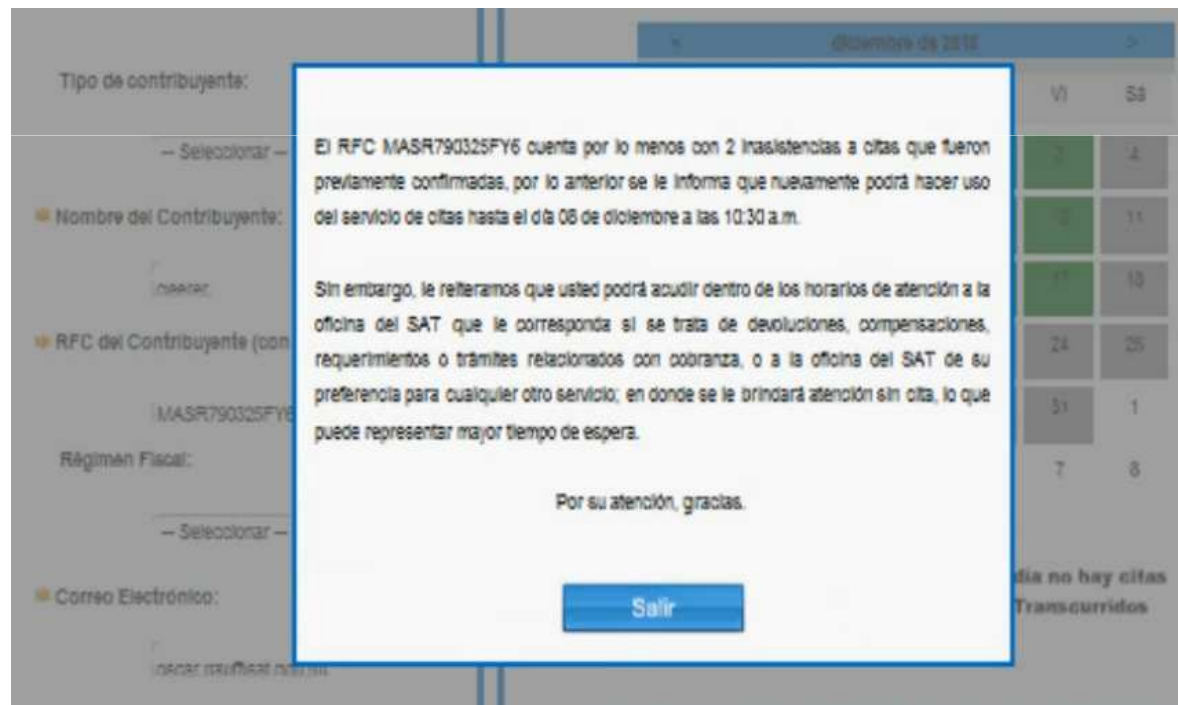 < diciembre de 2010 >
Tipo de contribuyente:
Vi Sá
-- Seleccionar --
3 4
Nombre del Contribuyente:
10 11
17 18
RFC del Contribuyente (con
24 25
MASR790325FY6
31 1
Régimen Fiscal:
7 8
-- Seleccionar --
Correo Electrónico:
día no hay citas
Transcurridos
El RFC MASR790325FY6 cuenta por lo menos con 2 inasistencias a citas que fueron
previamente confirmadas, por lo anterior se le informa que nuevamente podrá hacer uso
del servicio de citas hasta el día 08 de diciembre a las 10:30 a.m.
Sin embargo, le reiteramos que usted podrá acudir dentro de los horarios de atención a la
oficina del SAT que le corresponda si se trata de devoluciones, compensaciones,
requerimientos o trámites relacionados con cobranza, o a la oficina del SAT de su
preferencia para cualquier otro servicio; en donde se le brindará atención sin cita, lo que
puede representar mayor tiempo de espera.
Por su atención, gracias.
Salir